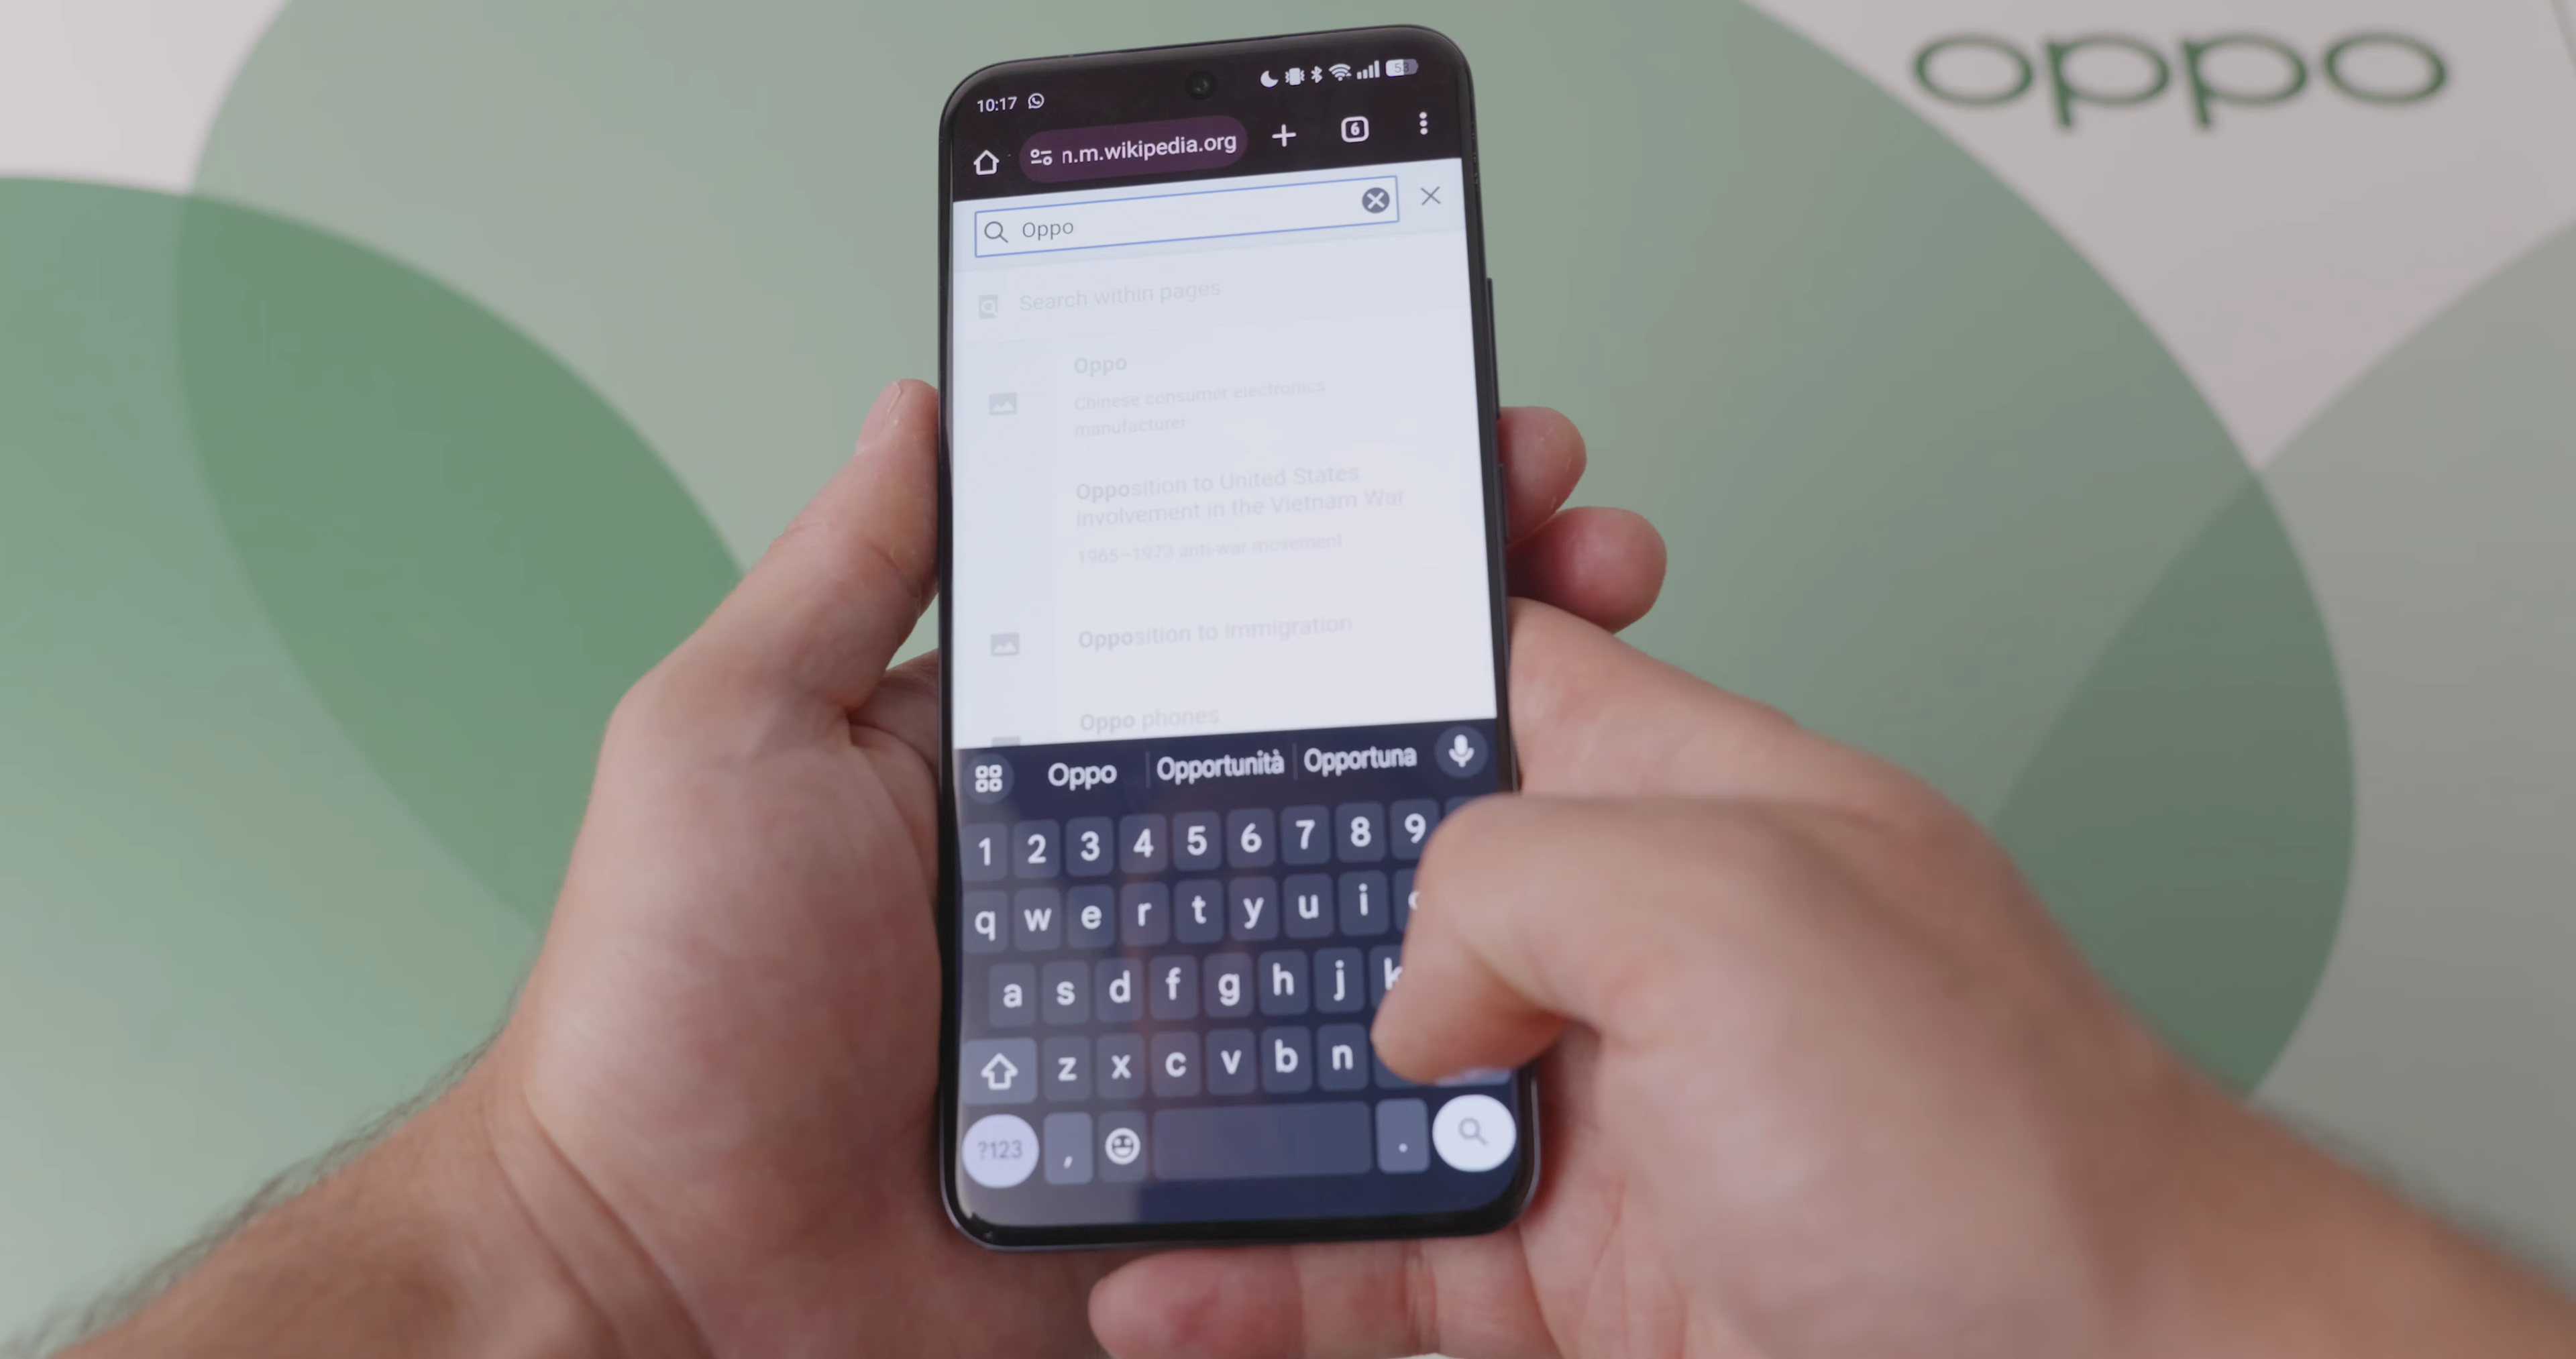 oppo
10:17
53
n.m.wikipedia.org
6
Oppo
Search within pages
Oppo
Chinese consumer electronics
manufacturer
Opposition to United States
involvement in the Vietnam War
1965–1973 anti-war movement
Opposition to immigration
Oppo phones
Oppo Opportunità Opportuna
1 2 3 4 5 6 7 8 9
q w e r t y u i
a s d f g h j k
z x c v b n
?123 , .